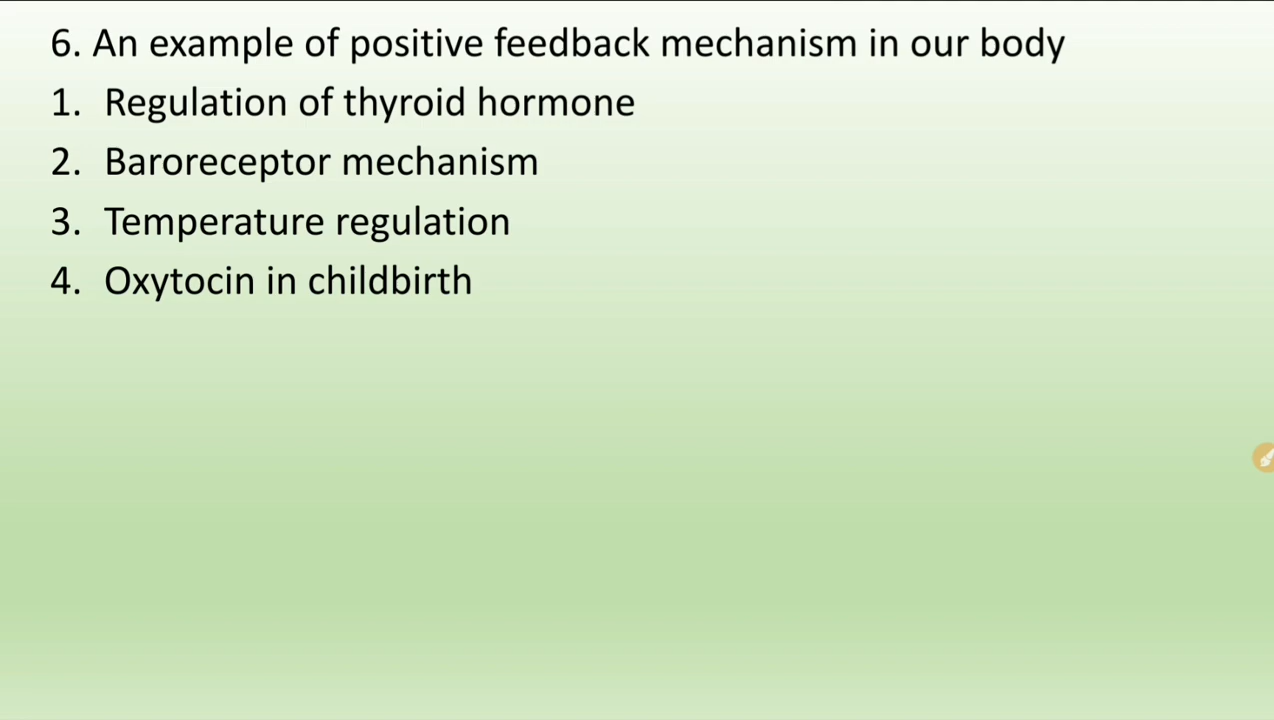 6. An example of positive feedback mechanism in our body
1. Regulation of thyroid hormone
2. Baroreceptor mechanism
3. Temperature regulation
4. Oxytocin in childbirth